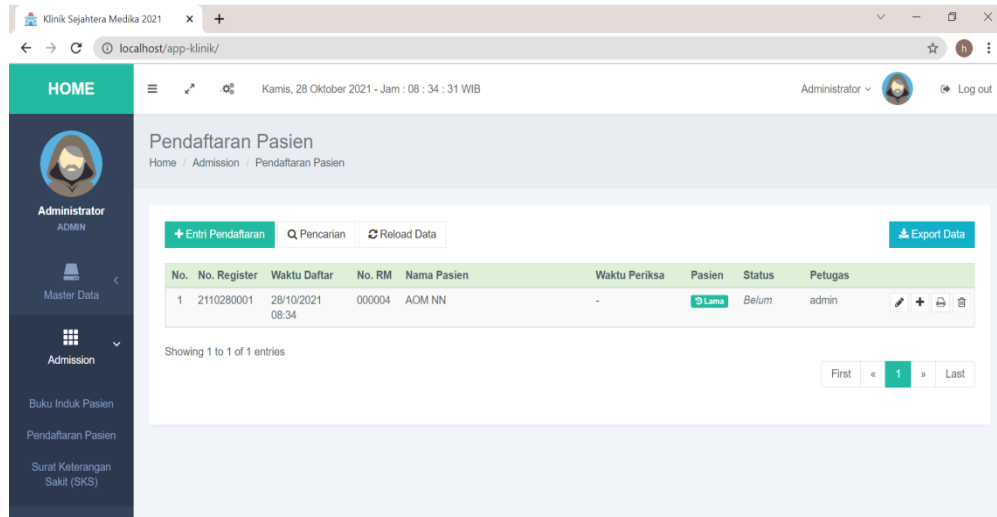 Klinik Sejahtera Medika 2021
localhost/app-klinik/
h
HOME
Kamis, 28 Oktober 2021 - Jam : 08 : 34 : 31 WIB
Administrator
Log out
Pendaftaran Pasien
Home / Admission / Pendaftaran Pasien
Administrator
ADMIN
Master Data
Admission
Buku Induk Pasien
Pendaftaran Pasien
Surat Keterangan
Sakit (SKS)
Entri Pendaftaran Pencarian Reload Data Export Data
No. No. Register Waktu Daftar No. RM Nama Pasien Waktu Periksa Pasien Status Petugas
1 2110280001 28/10/2021 000004 AOM NN - Lama Belum admin
08:34
Showing 1 to 1 of 1 entries
First « 1 » Last